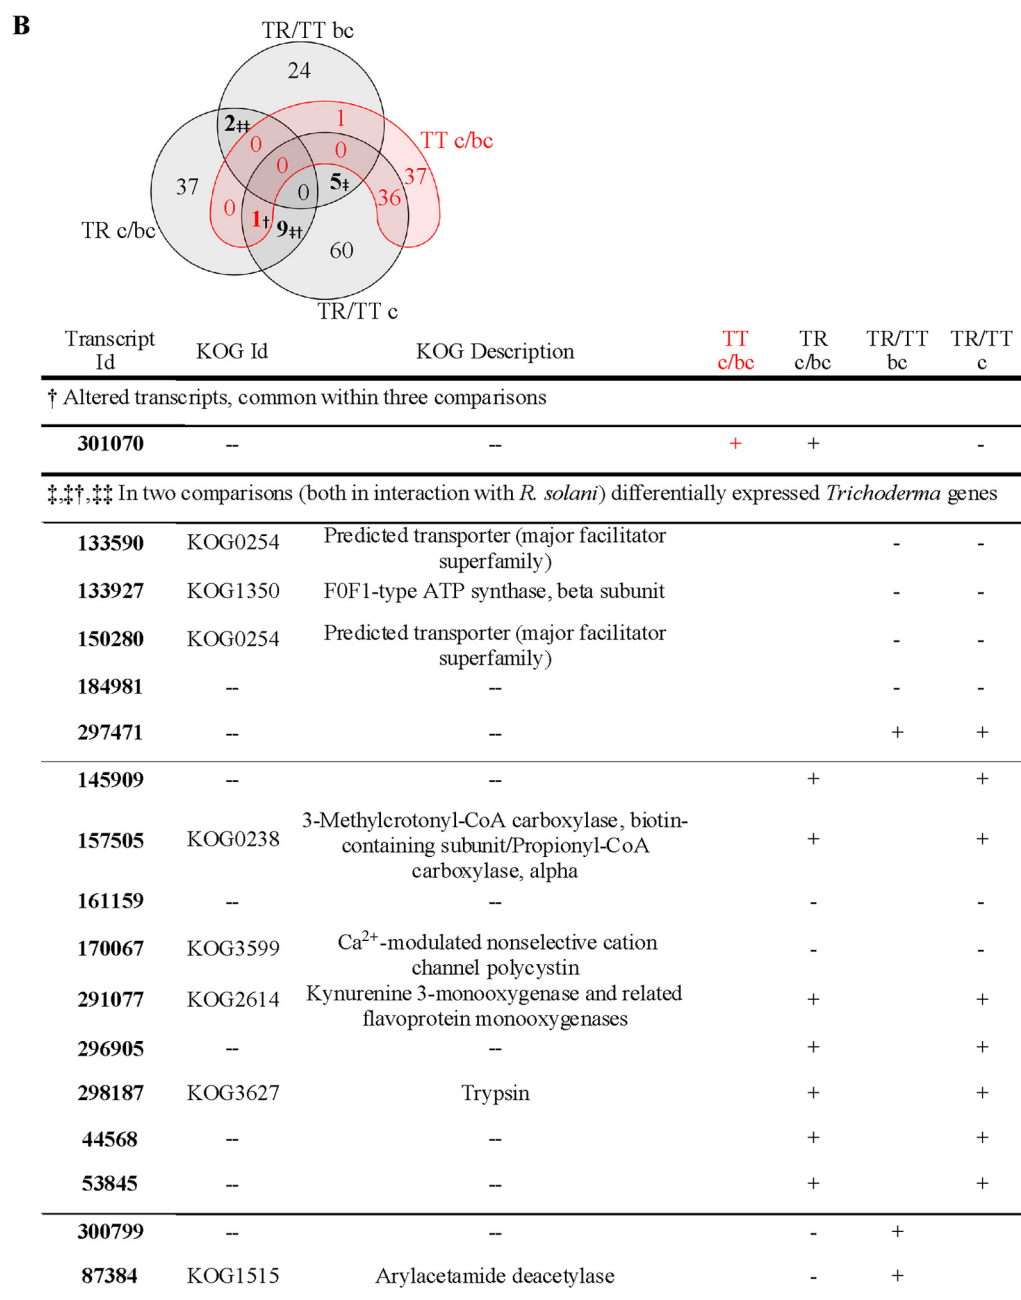 B
TR/TT bc
24
2‡‡
1
TT c/bc
0
0
0
37
5‡
37
0
36
0
1†
9‡†
TR c/bc
60
TR/TT c
Transcript Id KOG Id KOG Description TT c/bc TR c/bc TR/TT bc TR/TT c
† Altered transcripts, common within three comparisons
301070 -- -- + + -
‡,‡†,‡‡ In two comparisons (both in interaction with R. solani) differentially expressed Trichoderma genes
133590 KOG0254 Predicted transporter (major facilitator superfamily) - -
133927 KOG1350 F0F1-type ATP synthase, beta subunit - -
150280 KOG0254 Predicted transporter (major facilitator superfamily) - -
184981 -- -- - -
297471 -- -- + +
145909 -- -- + +
157505 KOG0238 3-Methylcrotonyl-CoA carboxylase, biotin-
containing subunit/Propionyl-CoA
carboxylase, alpha + +
161159 -- -- - -
170067 KOG3599 Ca2+-modulated nonselective cation
channel polycystin - -
291077 KOG2614 Kynurenine 3-monooxygenase and related
flavoprotein monooxygenases + +
296905 -- -- + +
298187 KOG3627 Trypsin + +
44568 -- -- + +
53845 -- -- + +
300799 -- -- - +
87384 KOG1515 Arylacetamide deacetylase - +